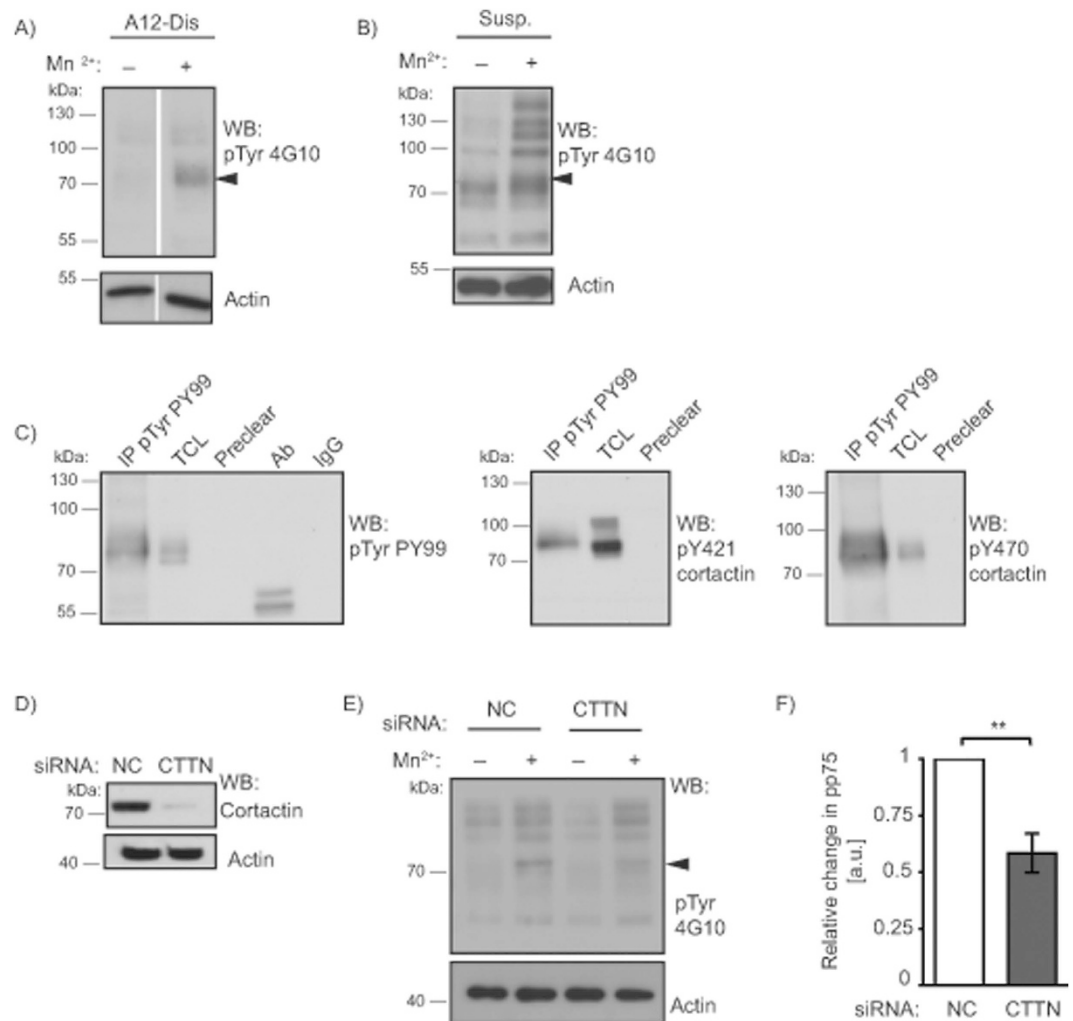 A)
A12-Dis
Mn 2+: – +
kDa:
130
100
70
55
WB:
pTyr 4G10
55
Actin
B)
Susp.
Mn2+: – +
kDa:
130
100
70
WB:
pTyr 4G10
55
Actin
C)
kDa:
IP pTyr PY99
TCL
Preclear
Ab
IgG
130
100
70
55
WB:
pTyr PY99
kDa:
IP pTyr PY99
TCL
Preclear
130
100
70
WB:
pY421
cortactin
kDa:
IP pTyr PY99
TCL
Preclear
130
100
70
WB:
pY470
cortactin
D)
siRNA: NC CTTN
kDa:
70
WB:
Cortactin
40
Actin
E)
siRNA: NC CTTN
Mn2+: – + – +
kDa:
70
WB:
pTyr
4G10
40
Actin
F)
**
Relative change in pp75
[a.u.]
1
0.75
0.5
0.25
0
siRNA: NC CTTN